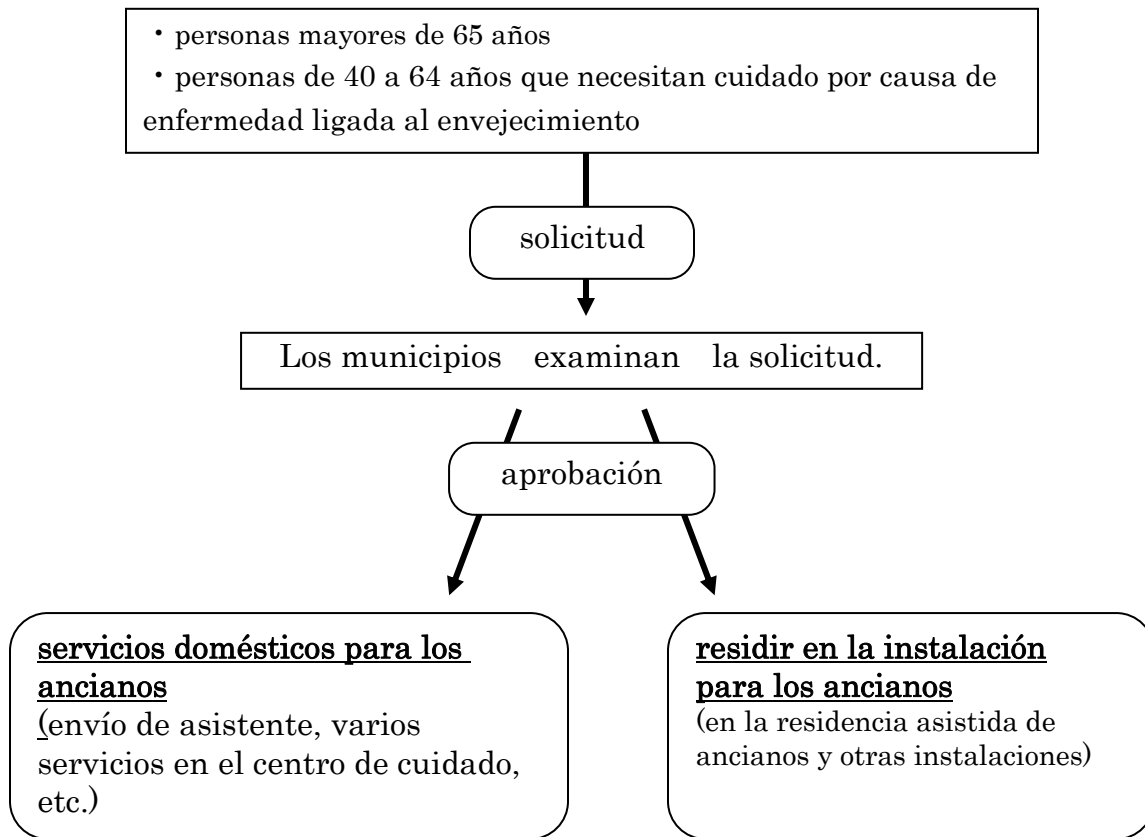 ・personas mayores de 65 años
・personas de 40 a 64 años que necesitan cuidado por causa de
enfermedad ligada al envejecimiento
solicitud
Los municipios examinan la solicitud.
aprobación
servicios domésticos para los
ancianos
(envío de asistente, varios
servicios en el centro de cuidado,
etc.)
residir en la instalación
para los ancianos
(en la residencia asistida de
ancianos y otras instalaciones)